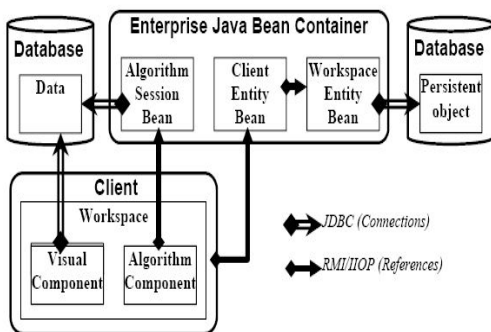 Enterprise Java Bean Container
Database
Data
Algorithm
Session
Bean
Client
Entity
Bean
Workspace
Entity
Bean
Database
Persistent
object
Client
Workspace
Visual
Component
Algorithm
Component
JDBC (Connections)
RMI/IIOP (References)